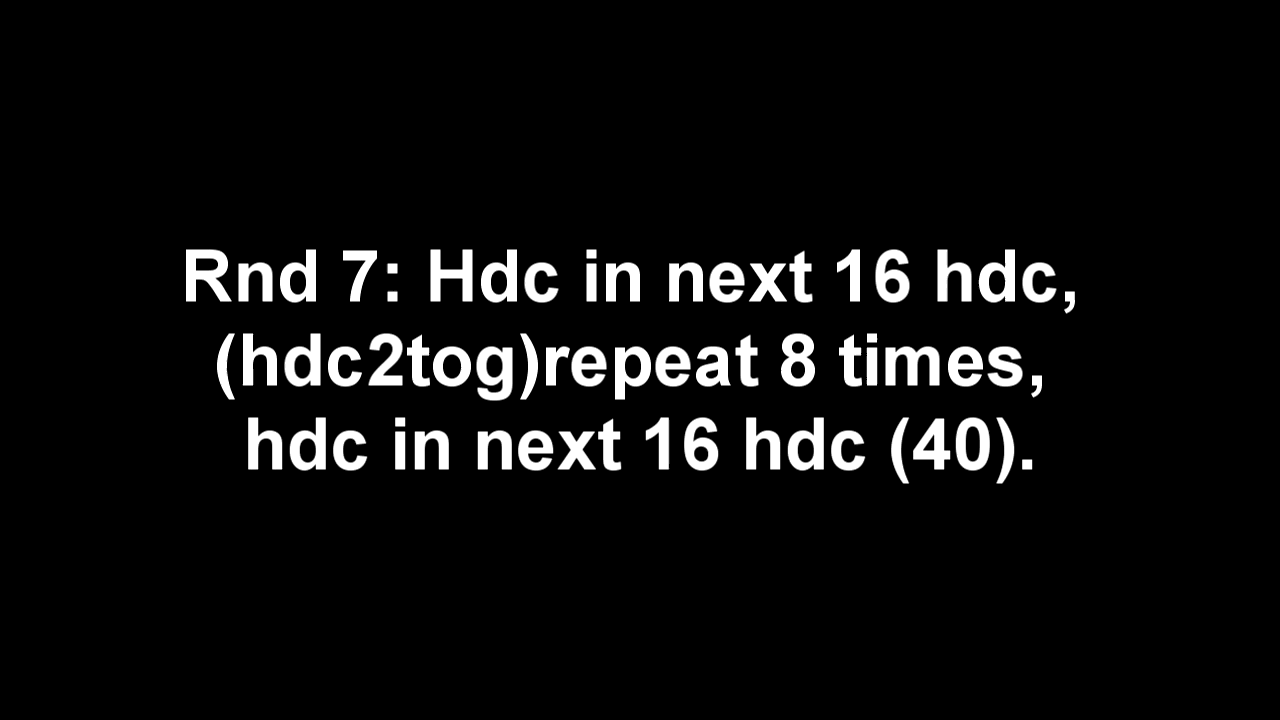 Rnd 7: Hdc in next 16 hdc,
(hdc2tog)repeat 8 times,
hdc in next 16 hdc (40).